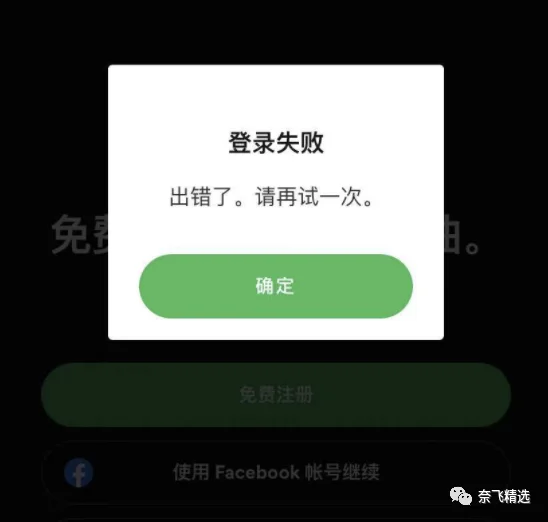 登录失败
出错了。请再试一次。
免费
曲。
确定
免费注册
使用 Facebook 帐号继续
奈飞精选